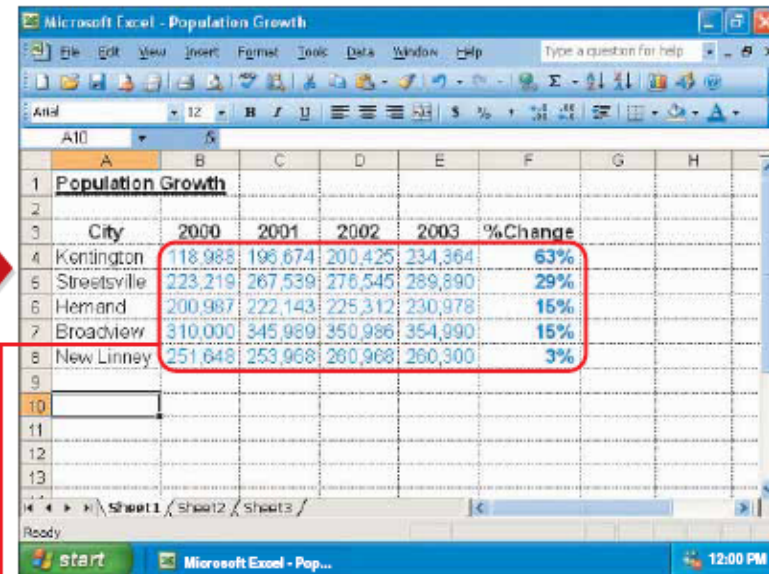 Microsoft Excel - Population Growth
File Edit View Insert Format Tools Data Window Help Type a question for help
Arial 12 B I U $ % ,
A10 fx
A B C D E F G H
1 Population Growth
2
3 City 2000 2001 2002 2003 %Change
4 Kentington 118,988 196,674 200,425 234,364 63%
5 Streetsville 223,219 267,539 276,545 289,890 29%
6 Hernand 200,987 222,143 225,312 230,978 15%
7 Broadview 310,000 345,989 350,986 354,990 15%
8 New Linney 251,648 253,968 260,968 260,300 3%
9
10
11
12
13
Sheet1 Sheet2 Sheet3
Ready
start Microsoft Excel - Pop... 12:00 PM